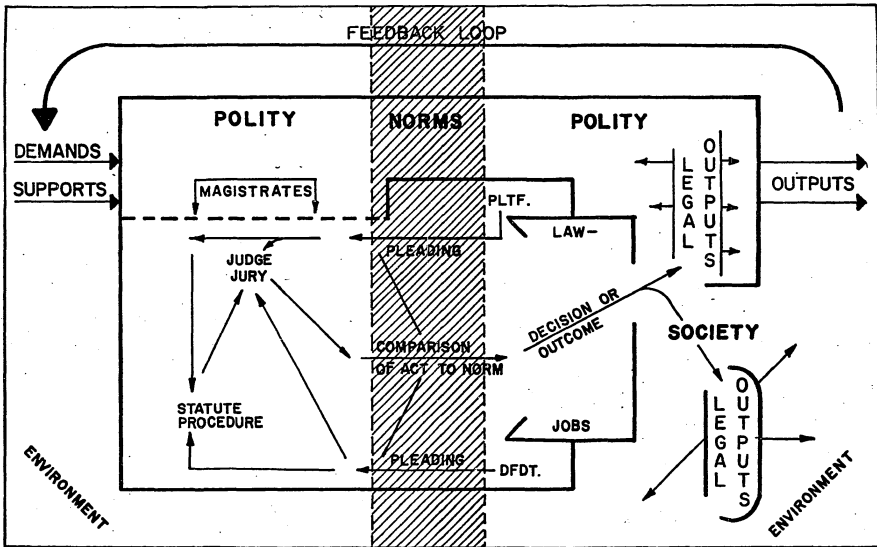 FEEDBACK LOOP
POLITY
NORMS
POLITY
DEMANDS
SUPPORTS
MAGISTRATES
PLTF.
LAW-
LEGAL
OUTPUTS
OUTPUTS
PLEADING
JUDGE
JURY
DECISION OR
OUTCOME
SOCIETY
COMPARISON
OF ACT TO NORM
STATUTE
PROCEDURE
JOBS
PLEADING
DFDT.
LEGAL
OUTPUTS
ENVIRONMENT
ENVIRONMENT